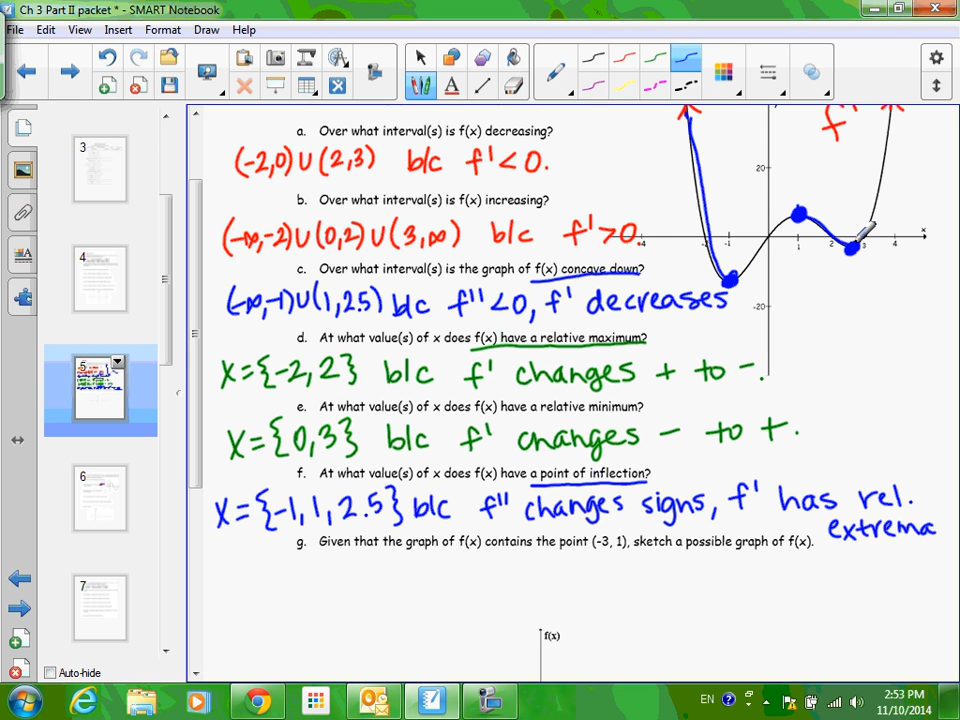 Ch 3 Part II packet * - SMART Notebook
File Edit View Insert Format Draw Help
a. Over what interval(s) is f(x) decreasing?
(-2,0)∪(2,3) b/c f'<0.
b. Over what interval(s) is f(x) increasing?
(-∞,-2)∪(0,2)∪(3,∞) b/c f'>0.
c. Over what interval(s) is the graph of f(x) concave down?
(-∞,-1)∪(1,2.5) b/c f''<0, f' decreases
d. At what value(s) of x does f(x) have a relative maximum?
X={-2,2} b/c f' changes + to -.
e. At what value(s) of x does f(x) have a relative minimum?
X={0,3} b/c f' changes - to +.
f. At what value(s) of x does f(x) have a point of inflection?
X={-1,1,2.5} b/c f'' changes signs, f' has rel.
extrema
g. Given that the graph of f(x) contains the point (-3, 1), sketch a possible graph of f(x).
f(x)
f'
20
-4 -1 1 2 3 4 x
-20
3
4
5
6
7
Auto-hide
EN
2:53 PM
11/10/2014